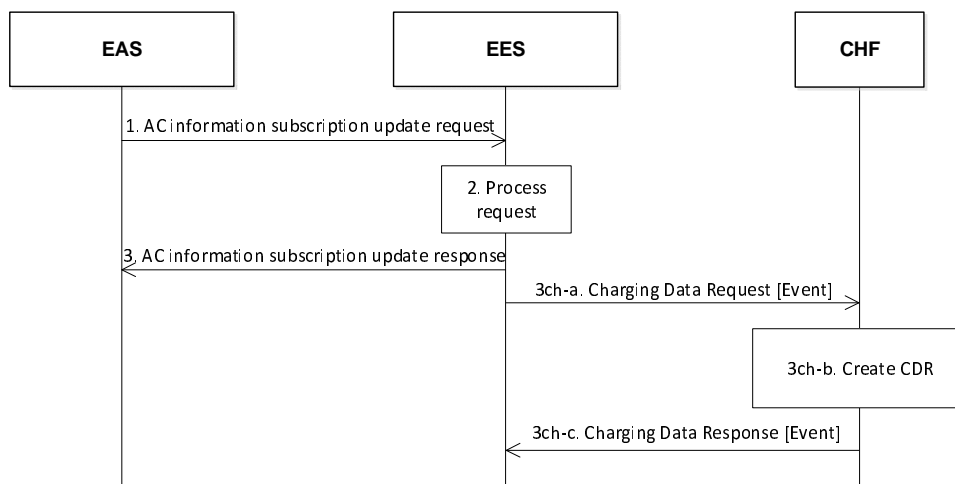 EAS
EES
CHF
1. AC information subscription update request
2. Process
request
3. AC information subscription update response
3ch-a. Charging Data Request [Event]
3ch-b. Create CDR
3ch-c. Charging Data Response [Event]